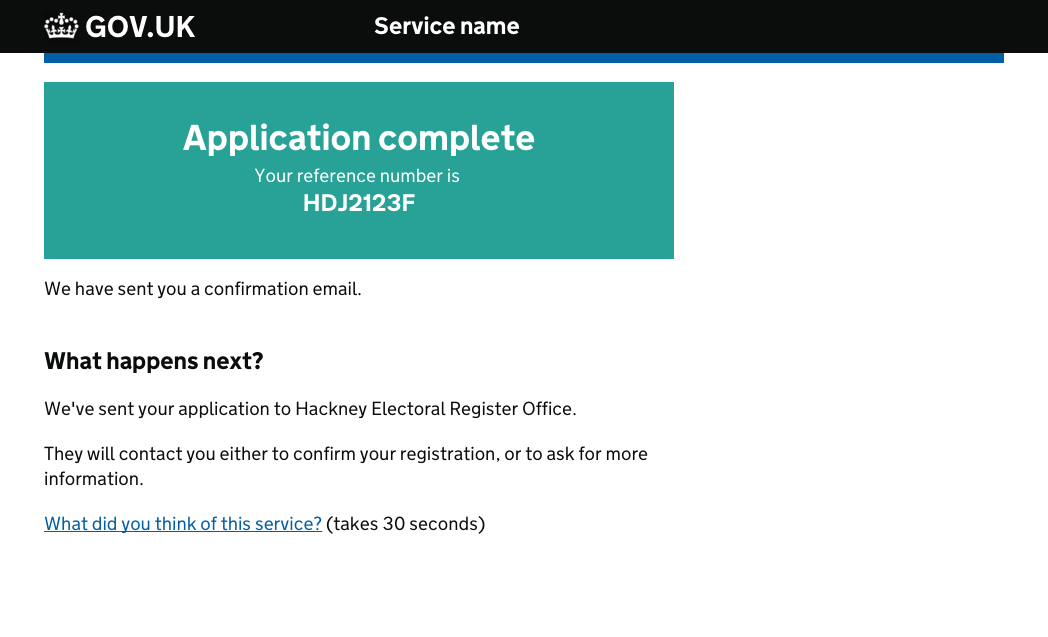 GOV.UK
Service name
Application complete
Your reference number is
HDJ2123F
We have sent you a confirmation email.
What happens next?
We've sent your application to Hackney Electoral Register Office.
They will contact you either to confirm your registration, or to ask for more
information.
What did you think of this service? (takes 30 seconds)